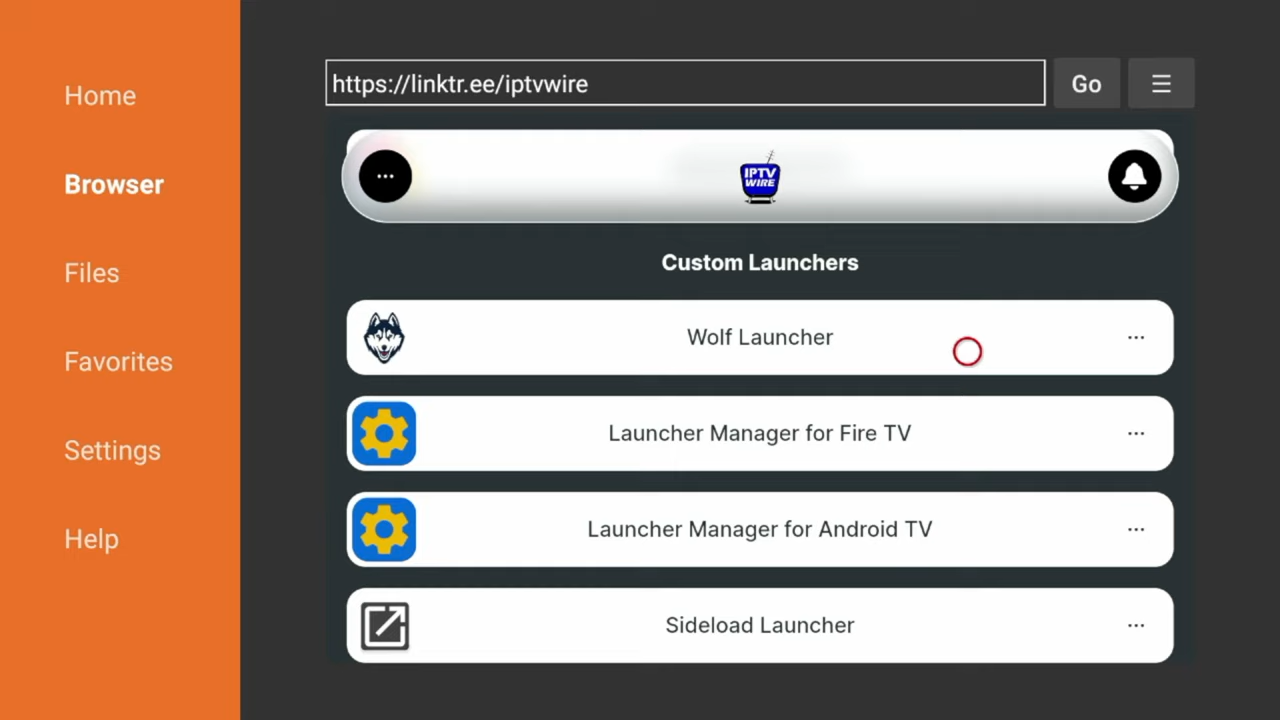 Home
Browser
Files
Favorites
Settings
Help
https://linktr.ee/iptvwire
Go
IPTV
WIRE
Custom Launchers
Wolf Launcher
Launcher Manager for Fire TV
Launcher Manager for Android TV
Sideload Launcher